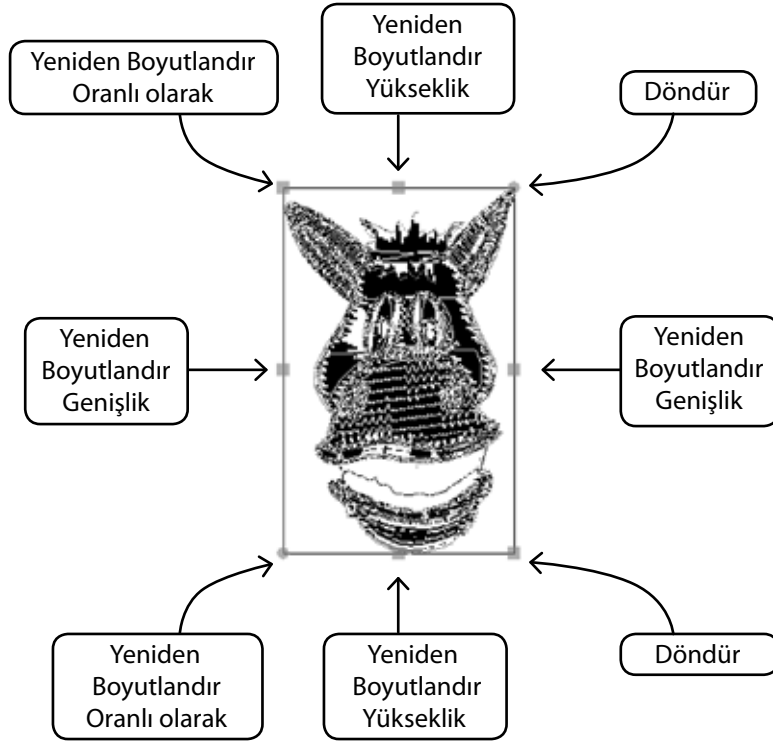 Yeniden Boyutlandır
Oranlı olarak
Yeniden
Boyutlandır
Yükseklik
Döndür
Yeniden
Boyutlandır
Genişlik
Yeniden
Boyutlandır
Genişlik
Yeniden
Boyutlandır
Oranlı olarak
Yeniden
Boyutlandır
Yükseklik
Döndür